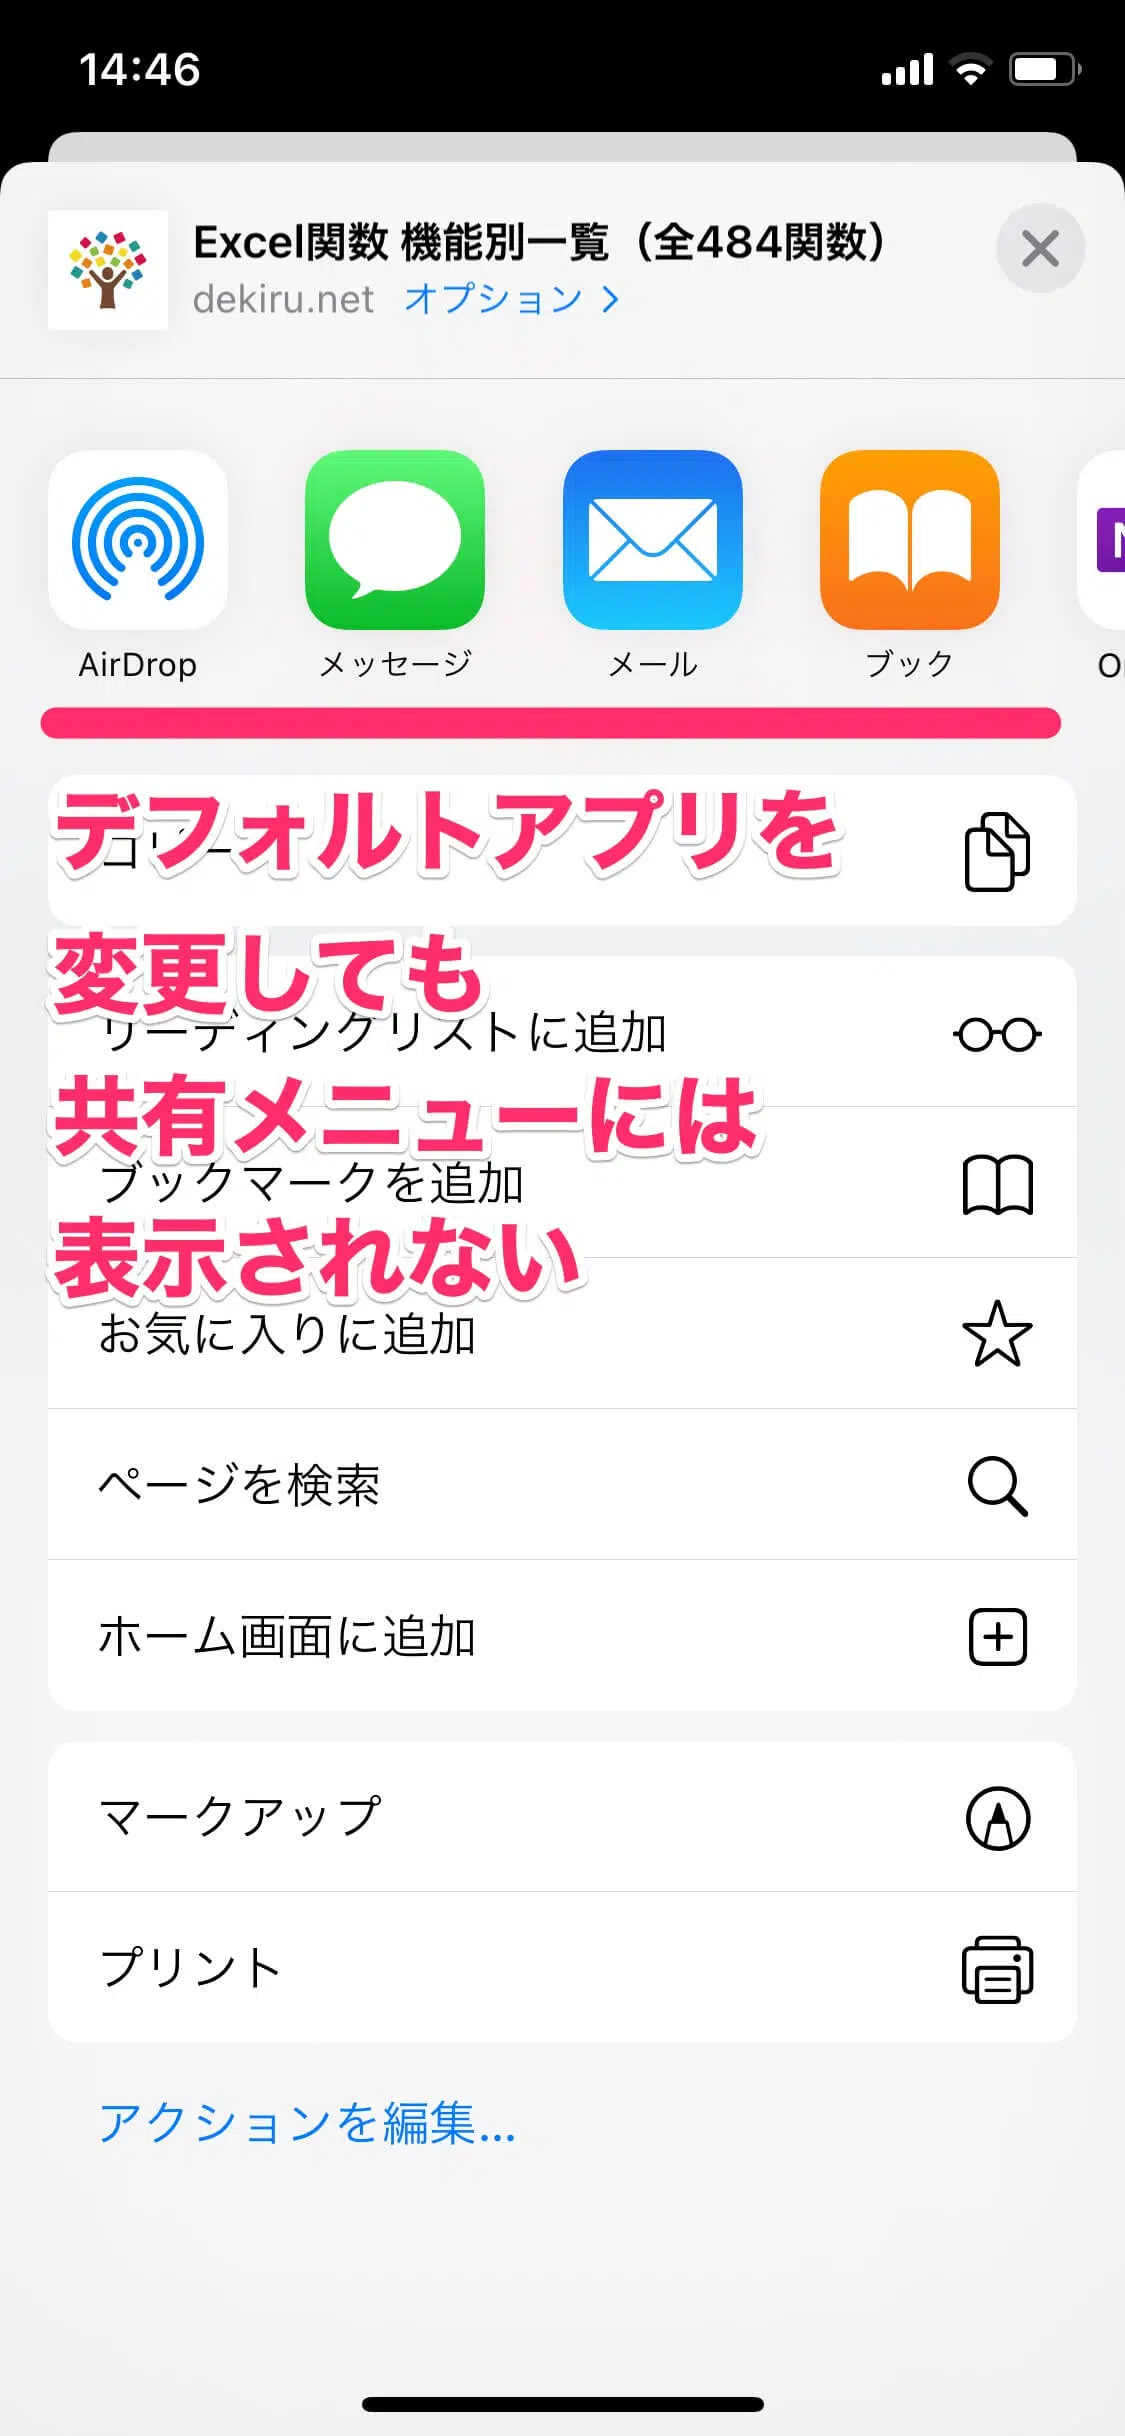 14:46
Excel関数 機能別一覧（全484関数）
dekiru.net オプション
AirDrop
メッセージ
メール
ブック
デフォルトアプリを
変更しても
リーディングリストに追加
共有メニューには
ブックマークを追加
表示されない
お気に入りに追加
ページを検索
ホーム画面に追加
マークアップ
プリント
アクションを編集...